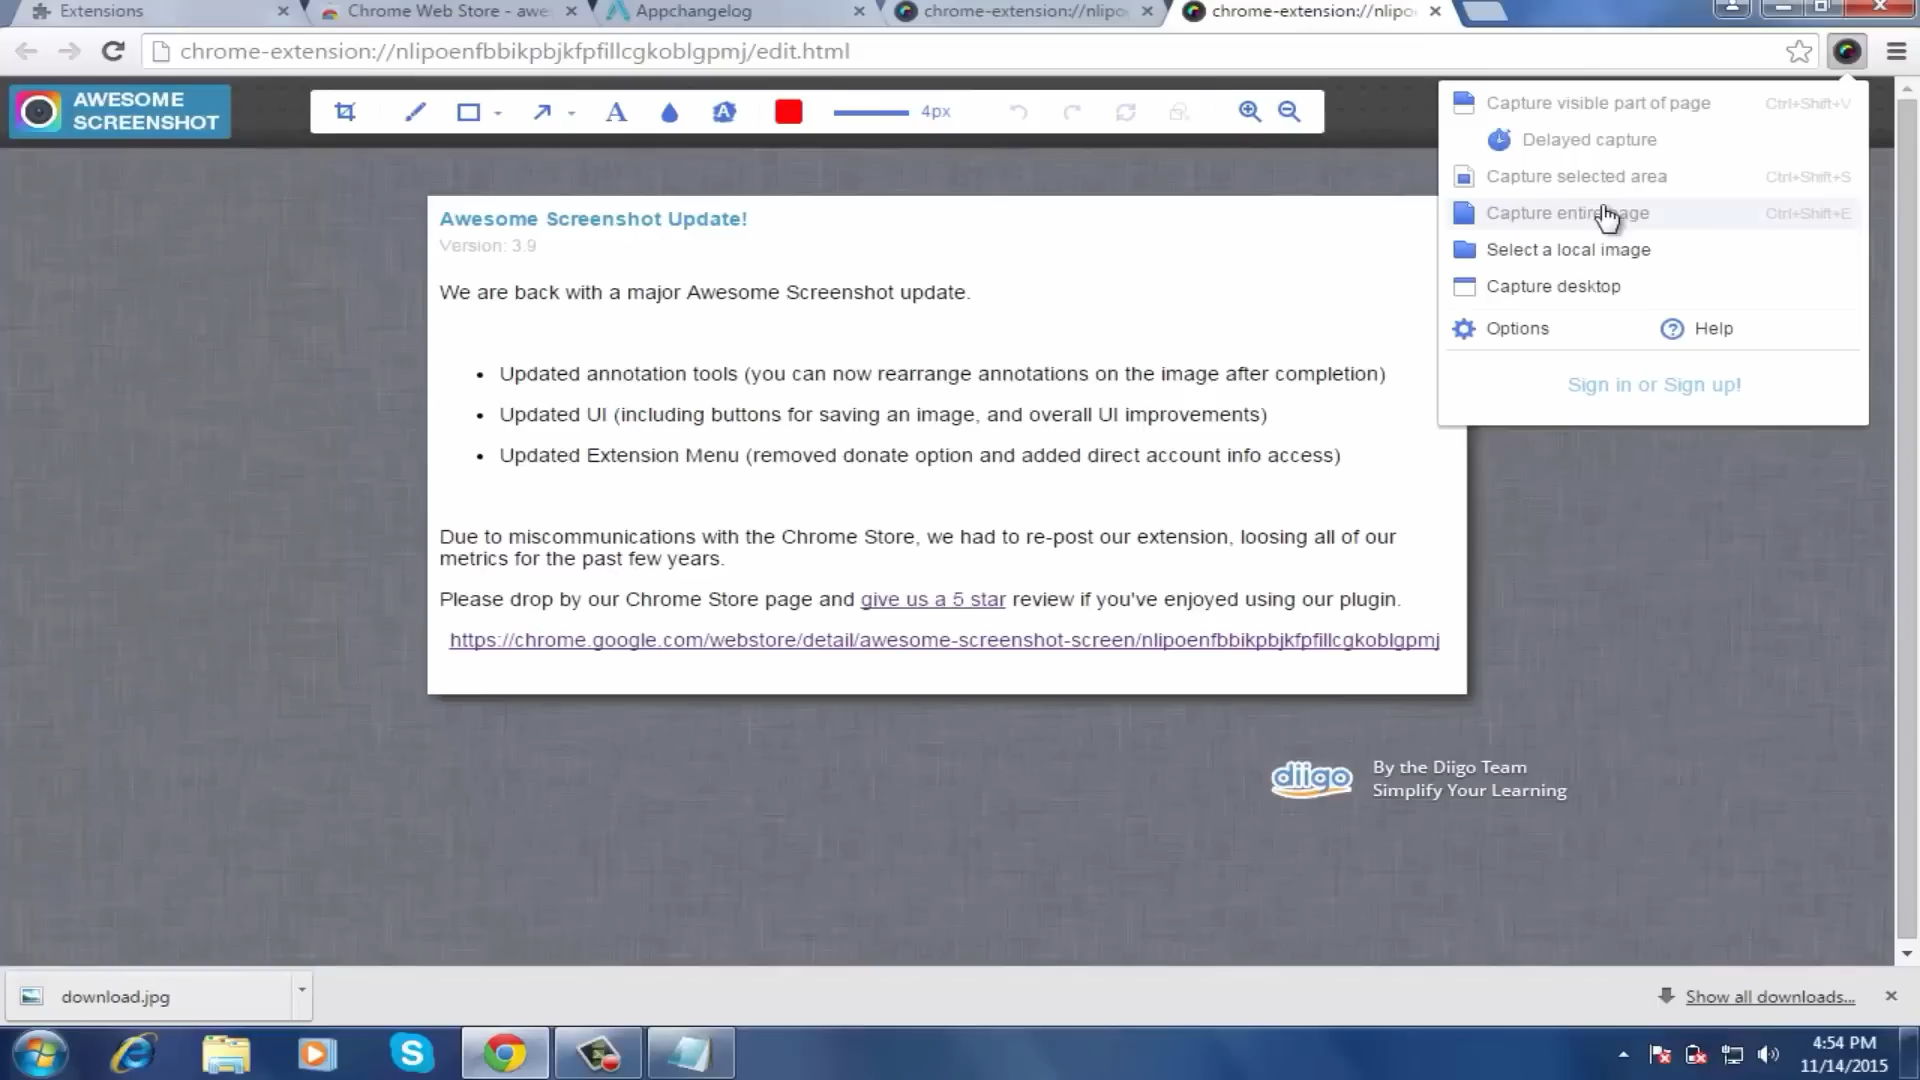 Extensions
Chrome Web Store - awe
Appchangelog
chrome-extension://nlipo
chrome-extension://nlipo
chrome-extension://nlipoenfbbikpbjkfpfillcgkoblgpmj/edit.html
AWESOME
SCREENSHOT
A
4px
Capture visible part of page Ctrl+Shift+V
Delayed capture
Capture selected area Ctrl+Shift+S
Capture entire page Ctrl+Shift+E
Select a local image
Capture desktop
Options Help
Sign in or Sign up!
Awesome Screenshot Update!
Version: 3.9
We are back with a major Awesome Screenshot update.
• Updated annotation tools (you can now rearrange annotations on the image after completion)
• Updated UI (including buttons for saving an image, and overall UI improvements)
• Updated Extension Menu (removed donate option and added direct account info access)
Due to miscommunications with the Chrome Store, we had to re-post our extension, loosing all of our
metrics for the past few years.
Please drop by our Chrome Store page and give us a 5 star review if you've enjoyed using our plugin.
https://chrome.google.com/webstore/detail/awesome-screenshot-screen/nlipoenfbbikpbjkfpfillcgkoblgpmj
diigo
By the Diigo Team
Simplify Your Learning
download.jpg
Show all downloads...
4:54 PM
11/14/2015